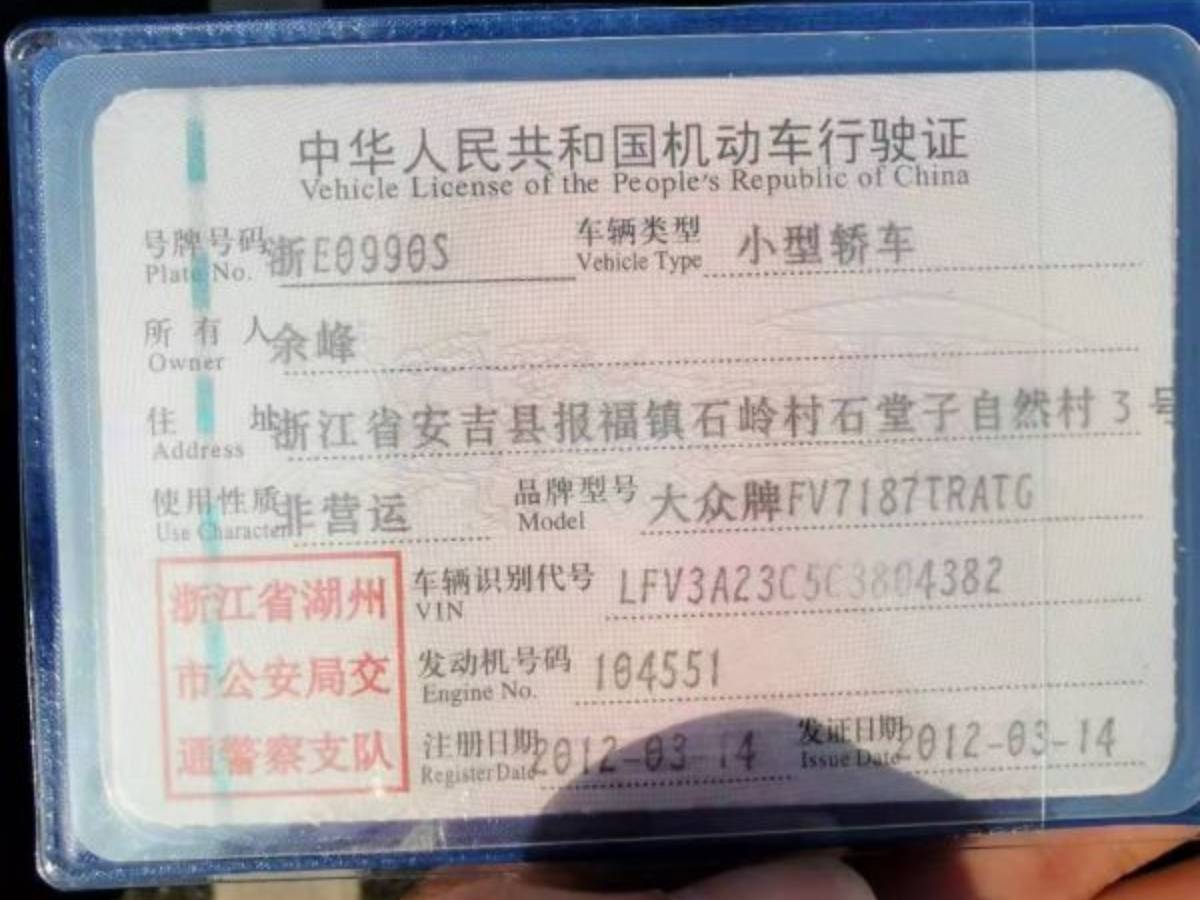 中华人民共和国机动车行驶证
Vehicle License of the People's Republic of China
号牌号码 浙E0990S 车辆类型 小型轿车
Plate No. Vehicle Type
所有人 余峰
Owner
住址 浙江省安吉县报福镇石岭村石堂子自然村3号
Address
使用性质 非营运 品牌型号 大众牌FV7187TRATG
Use Character Model
浙江省湖州
市公安局交
通警察支队
车辆识别代号 LFV3A23C5C3804382
VIN
发动机号码 104551
Engine No.
注册日期 2012-03-14 发证日期 2012-03-14
Register Date Issue Date